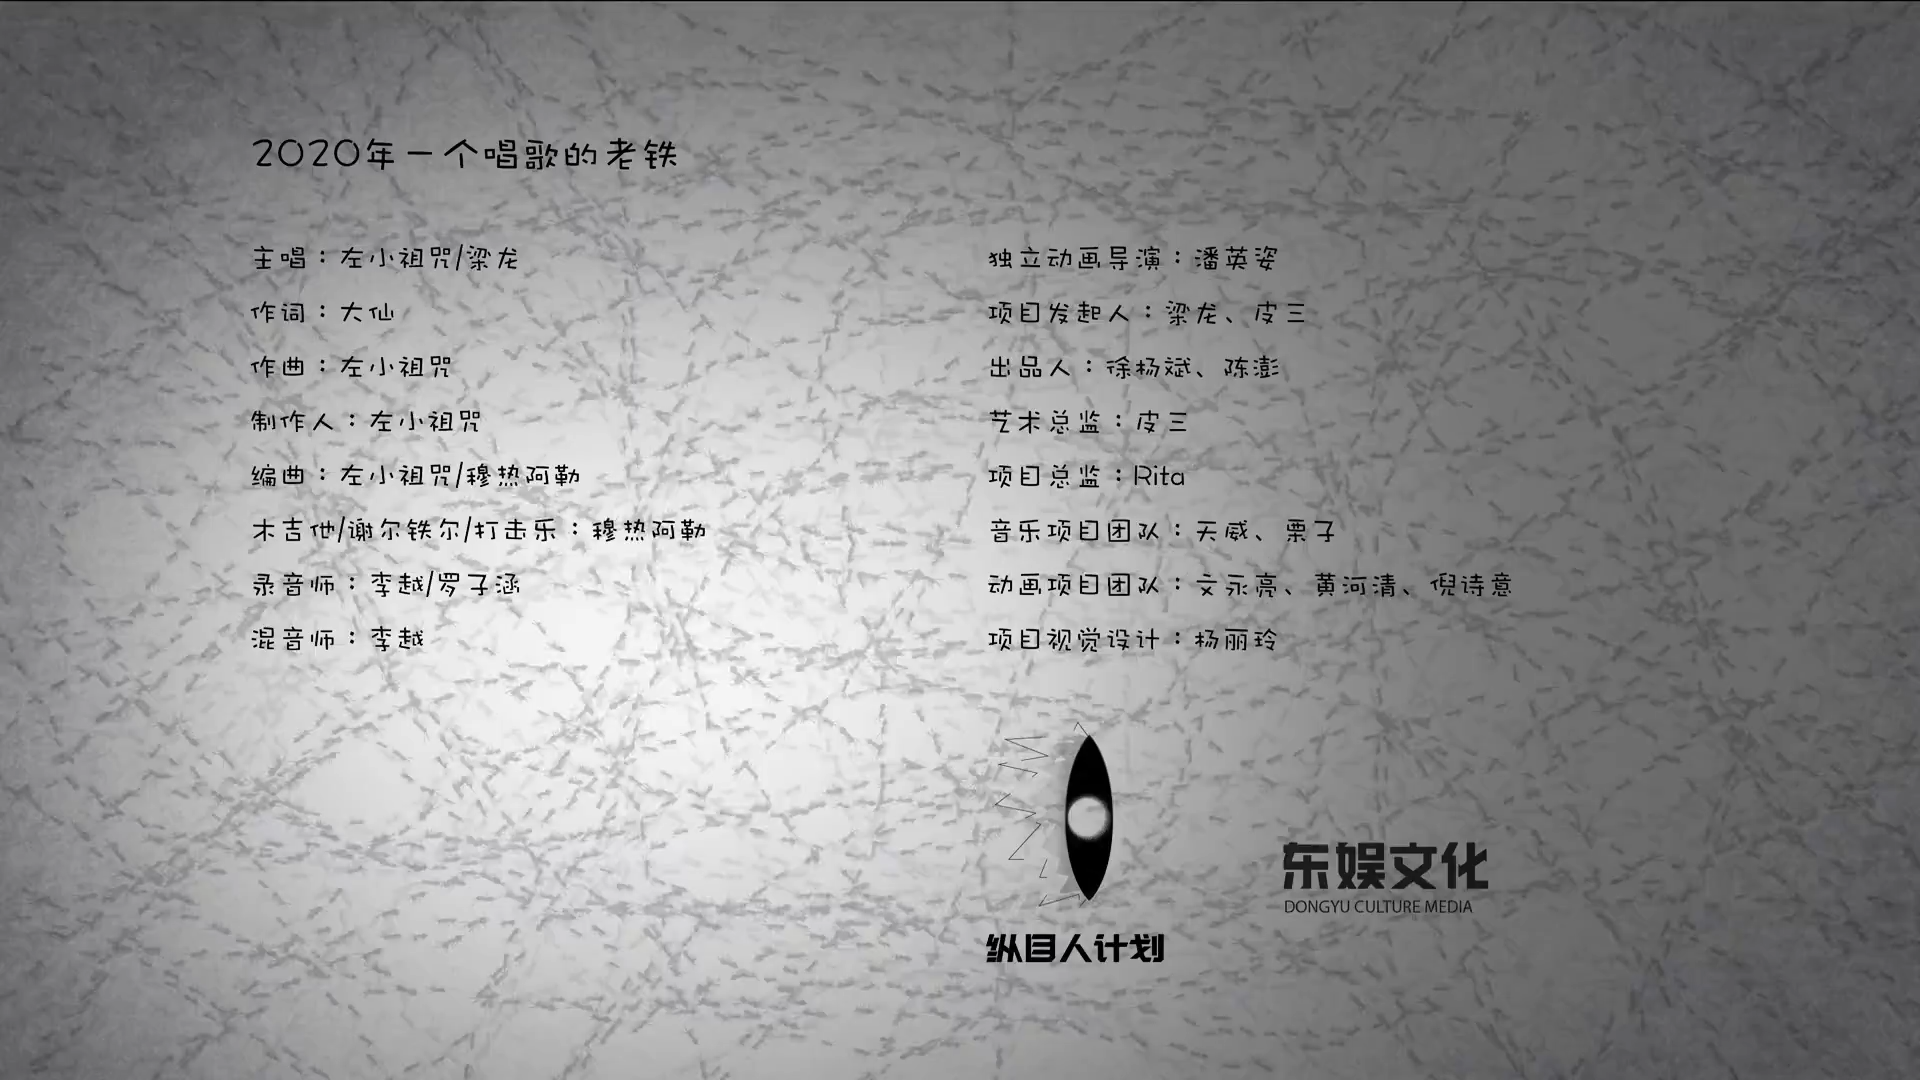 2020年一个唱歌的老铁
主唱：左小祖咒/梁龙
作词：大仙
作曲：左小祖咒
制作人：左小祖咒
编曲：左小祖咒/穆热阿勒
木吉他/谢尔铁尔/打击乐：穆热阿勒
录音师：李越/罗子涵
混音师：李越
独立动画导演：潘英姿
项目发起人：梁龙、皮三
出品人：徐杨斌、陈澎
艺术总监：皮三
项目总监：Rita
音乐项目团队：天威、栗子
动画项目团队：文永亮、黄河清、倪诗意
项目视觉设计：杨丽玲
纵目人计划
东娱文化
DONGYU CULTURE MEDIA